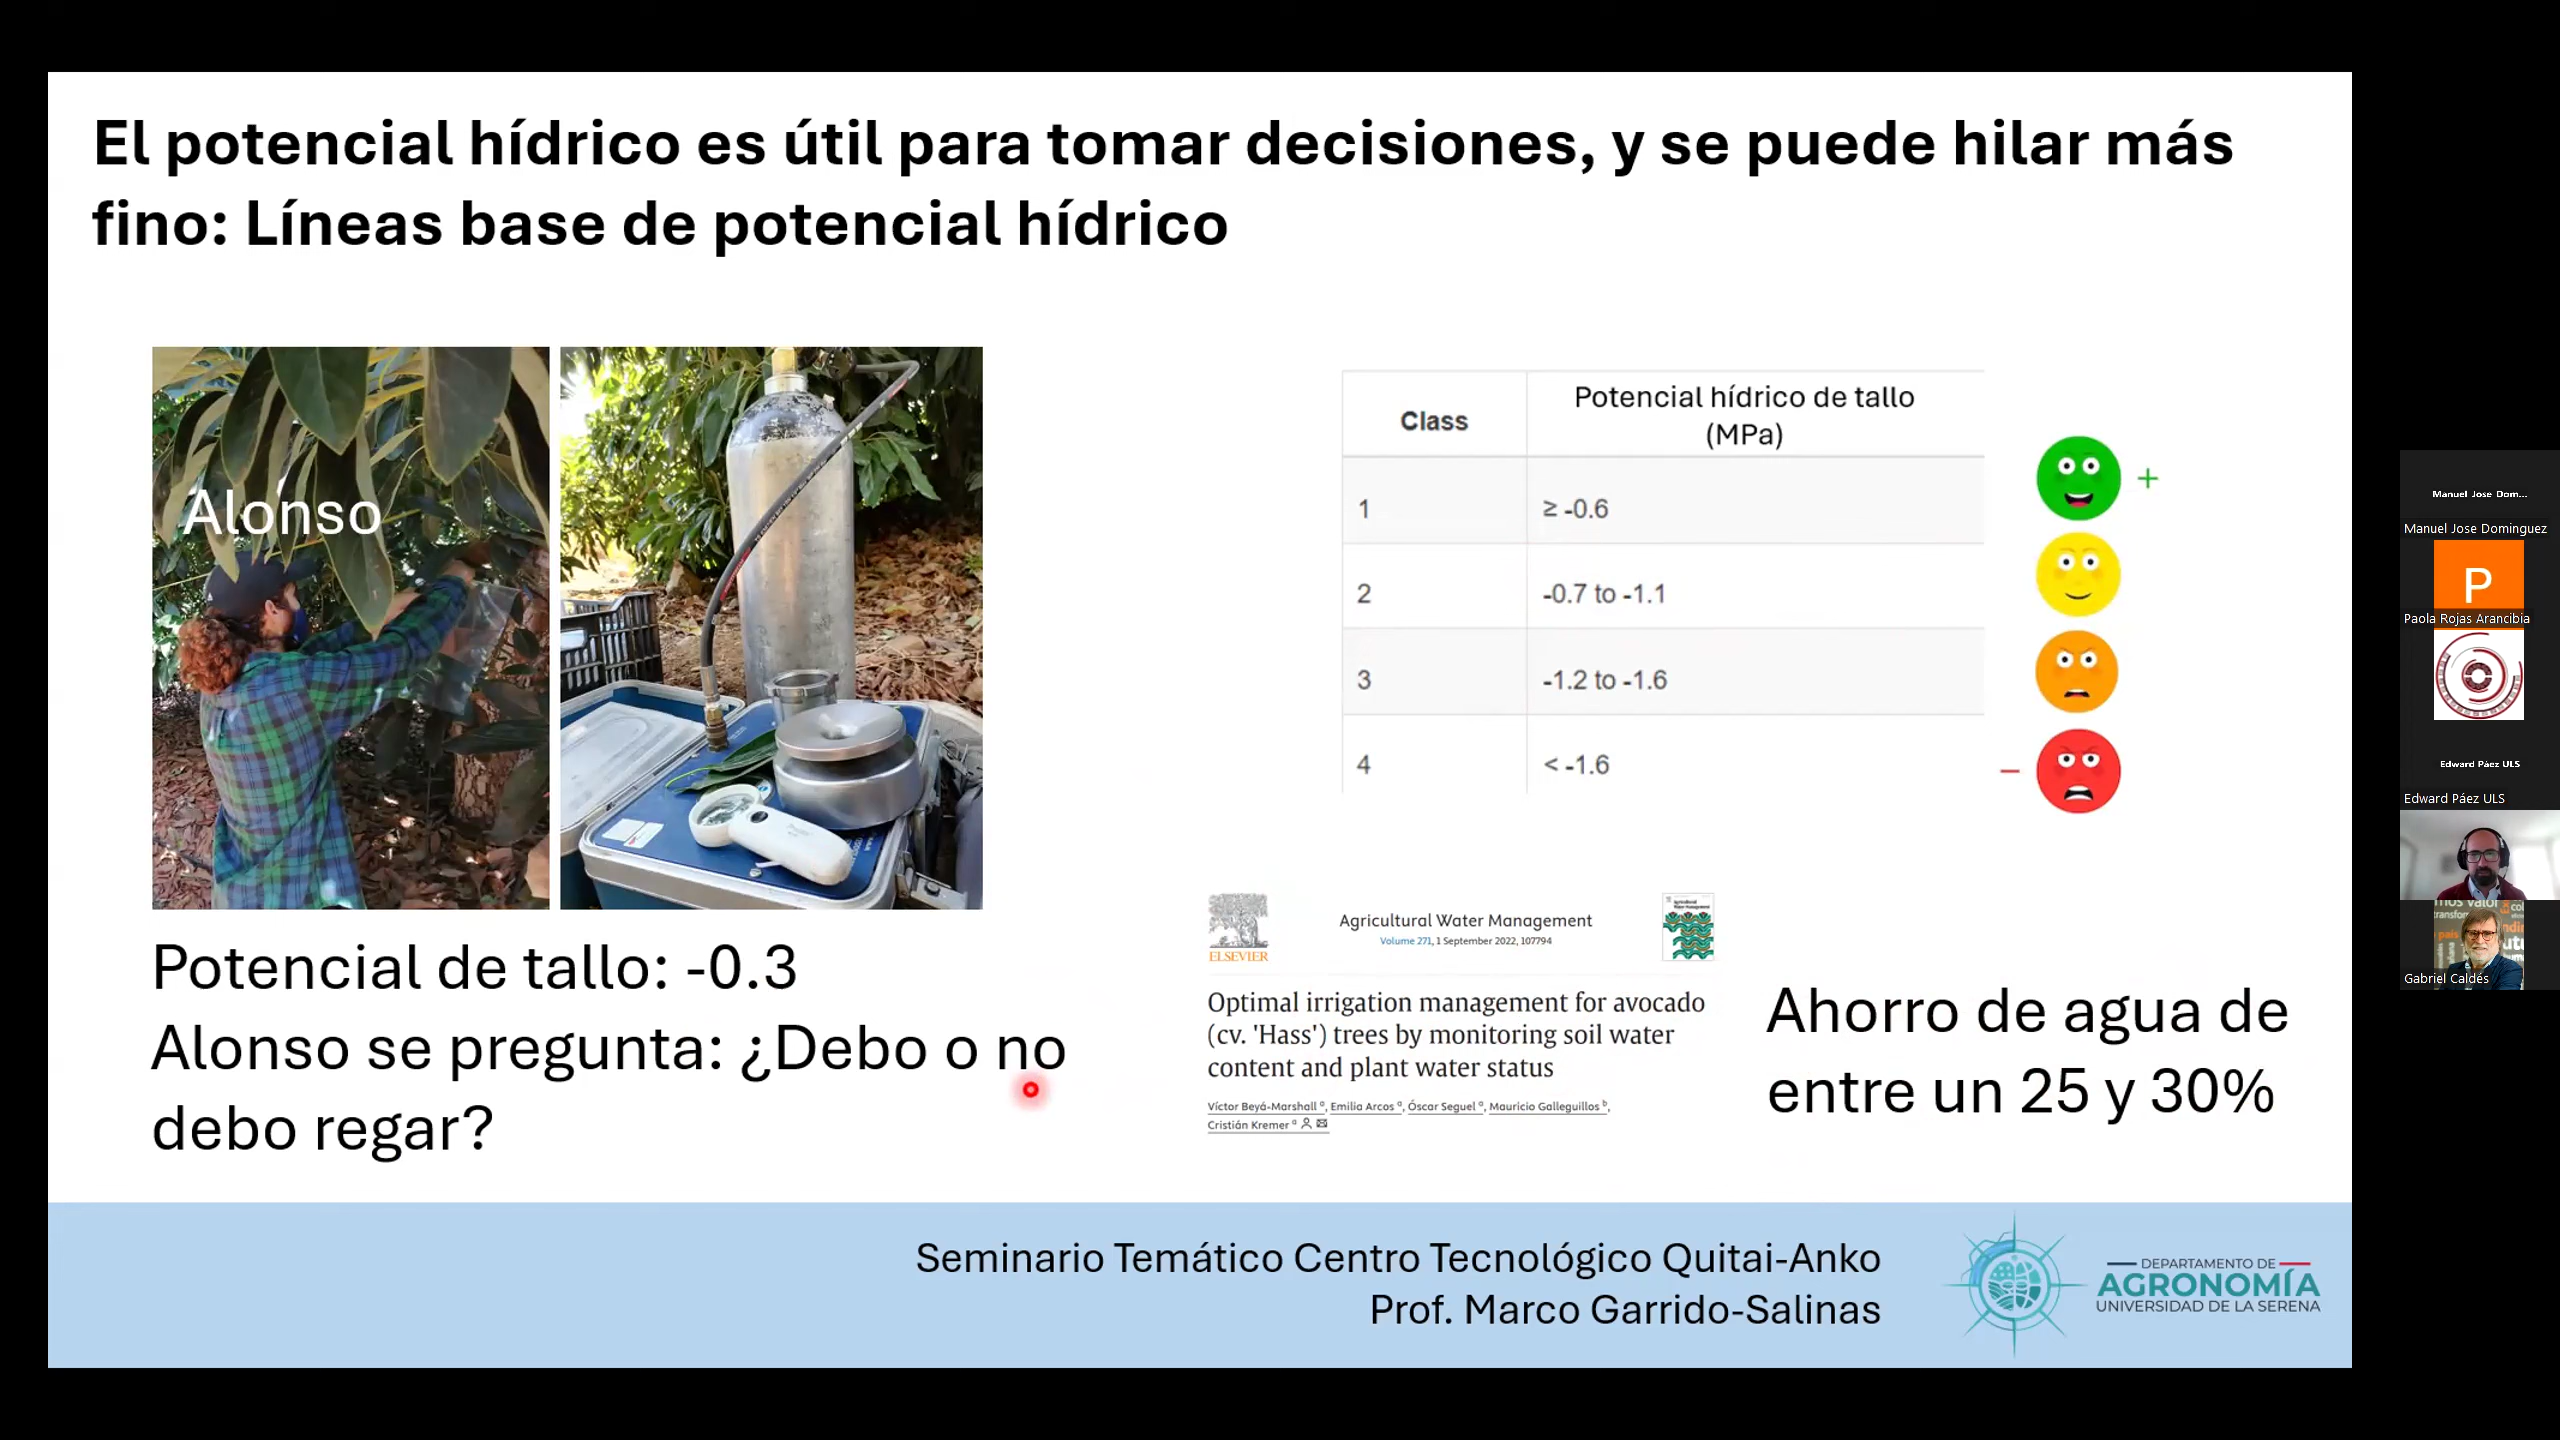 El potencial hídrico es útil para tomar decisiones, y se puede hilar más
fino: Líneas base de potencial hídrico
Alonso
Potencial de tallo: -0.3
Alonso se pregunta: ¿Debo o no
debo regar?
Class
Potencial hídrico de tallo
(MPa)
1
≥ -0.6
2
-0.7 to -1.1
3
-1.2 to -1.6
4
< -1.6
+
−
ELSEVIER
Agricultural Water Management
Volume 271, 1 September 2022, 107794
Optimal irrigation management for avocado
(cv. 'Hass') trees by monitoring soil water
content and plant water status
Víctor Beyá-Marshall a, Emilia Arcos a, Óscar Seguel a, Mauricio Galleguillos b,
Cristián Kremer a
Ahorro de agua de
entre un 25 y 30%
Seminario Temático Centro Tecnológico Quitai-Anko
Prof. Marco Garrido-Salinas
DEPARTAMENTO DE
AGRONOMÍA
UNIVERSIDAD DE LA SERENA
Manuel Jose Dom...
Manuel Jose Dominguez
P
Paola Rojas Arancibia
Edward Páez ULS
Edward Páez ULS
Gabriel Caldés